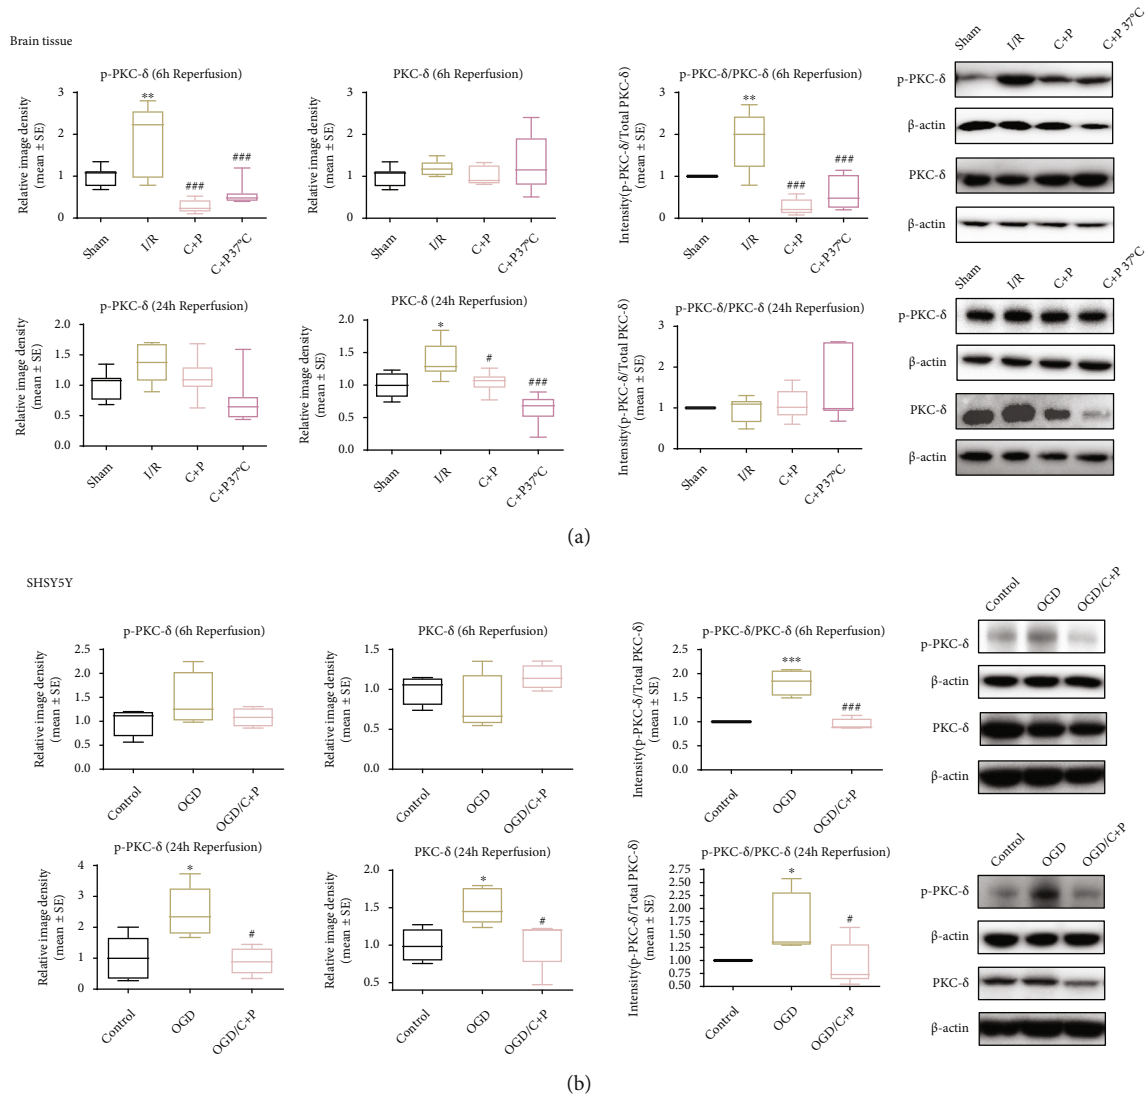 Brain tissue
p-PKC-δ (6h Reperfusion)
Relative image density
(mean ± SE)
3
2
1
0
**
###
###
Sham
I/R
C+P
C+P37°C
PKC-δ (6h Reperfusion)
Relative image density
(mean ± SE)
3
2
1
0
Sham
I/R
C+P
C+P37°C
p-PKC-δ/PKC-δ (6h Reperfusion)
Intensity(p-PKC-δ/Total PKC-δ)
(mean ± SE)
3
2
1
0
**
###
###
Sham
I/R
C+P
C+P37°C
Sham
I/R
C+P
C+P 37°C
p-PKC-δ
β-actin
PKC-δ
β-actin
p-PKC-δ (24h Reperfusion)
Relative image density
(mean ± SE)
2.0
1.5
1.0
0.5
0.0
Sham
I/R
C+P
C+P37°C
PKC-δ (24h Reperfusion)
Relative image density
(mean ± SE)
2.0
1.5
1.0
0.5
0.0
*
#
###
Sham
I/R
C+P
C+P37°C
p-PKC-δ/PKC-δ (24h Reperfusion)
Intensity(p-PKC-δ/Total PKC-δ)
(mean ± SE)
3
2
1
0
Sham
I/R
C+P
C+P37°C
Sham
I/R
C+P
C+P 37°C
p-PKC-δ
β-actin
PKC-δ
β-actin
(a)
SHSY5Y
p-PKC-δ (6h Reperfusion)
Relative image density
(mean ± SE)
2.5
2.0
1.5
1.0
0.5
0.0
Control
OGD
OGD/C+P
PKC-δ (6h Reperfusion)
Relative image density
(mean ± SE)
1.5
1.0
0.5
0.0
Control
OGD
OGD/C+P
p-PKC-δ/PKC-δ (6h Reperfusion)
Intensity(p-PKC-δ/Total PKC-δ)
(mean ± SE)
2.5
2.0
1.5
1.0
0.5
0.0
***
###
Control
OGD
OGD/C+P
Control
OGD
OGD/C+P
p-PKC-δ
β-actin
PKC-δ
β-actin
p-PKC-δ (24h Reperfusion)
Relative image density
(mean ± SE)
4
3
2
1
0
*
#
Control
OGD
OGD/C+P
PKC-δ (24h Reperfusion)
Relative image density
(mean ± SE)
2.0
1.5
1.0
0.5
*
#
Control
OGD
OGD/C+P
p-PKC-δ/PKC-δ (24h Reperfusion)
Intensity(p-PKC-δ/Total PKC-δ)
(mean ± SE)
2.75
2.50
2.25
2.00
1.75
1.50
1.25
1.00
0.75
0.50
*
#
Control
OGD
OGD/C+P
Control
OGD
OGD/C+P
p-PKC-δ
β-actin
PKC-δ
β-actin
(b)